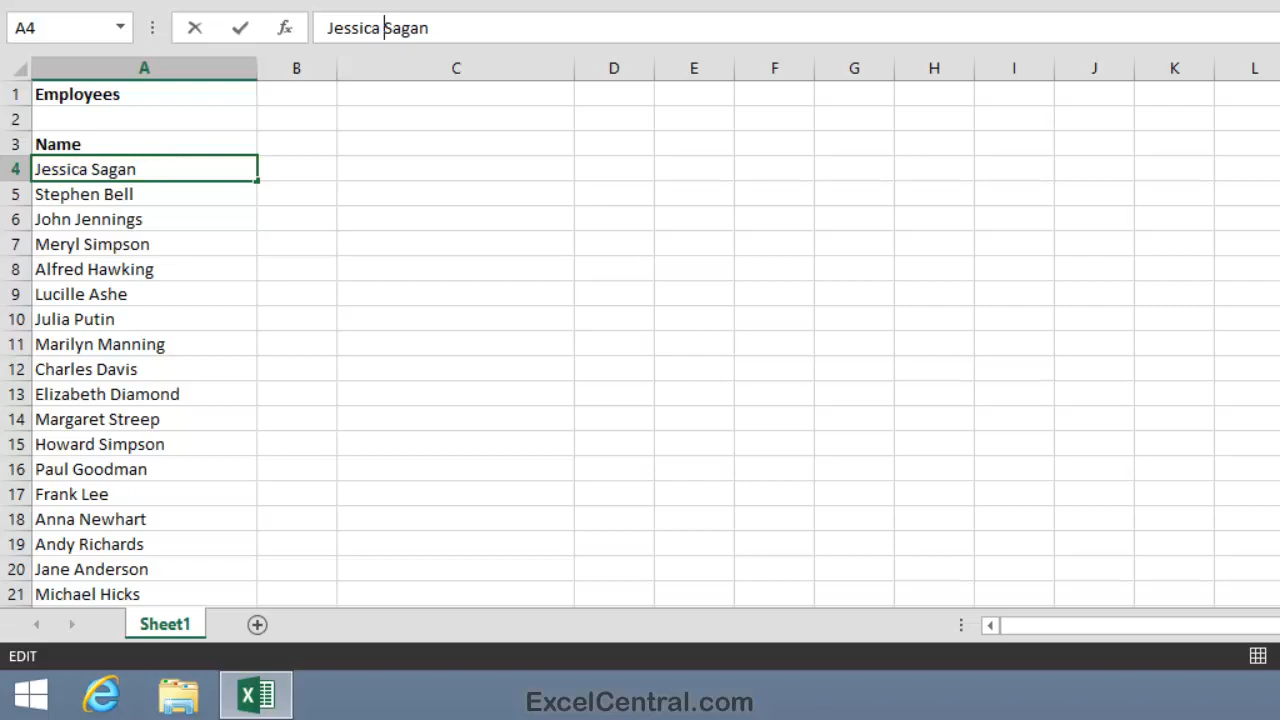 A4 fx Jessica Sagan
A B C D E F G H I J K L
1 Employees
2
3 Name
4 Jessica Sagan
5 Stephen Bell
6 John Jennings
7 Meryl Simpson
8 Alfred Hawking
9 Lucille Ashe
10 Julia Putin
11 Marilyn Manning
12 Charles Davis
13 Elizabeth Diamond
14 Margaret Streep
15 Howard Simpson
16 Paul Goodman
17 Frank Lee
18 Anna Newhart
19 Andy Richards
20 Jane Anderson
21 Michael Hicks
Sheet1
EDIT
ExcelCentral.com